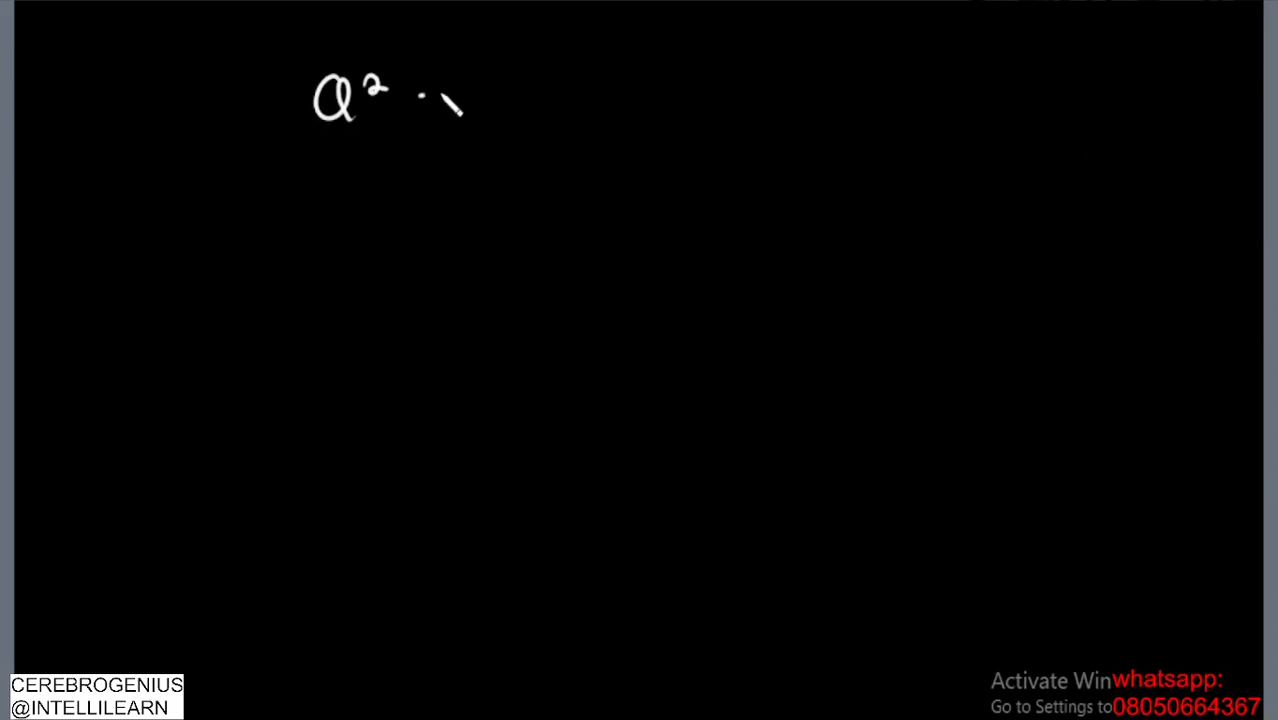 a² ·
CEREBROGENIUS
@INTELLILEARN
Activate Win
whatsapp:
Go to Settings to
08050664367